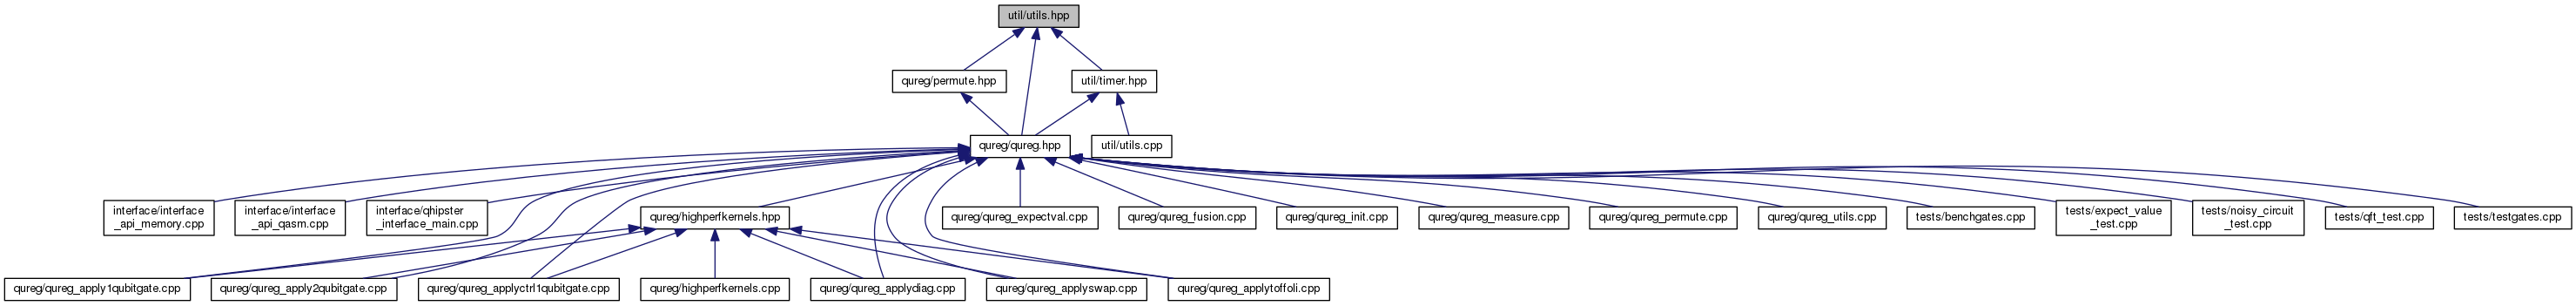 util/utils.hpp
qureg/permute.hpp
util/timer.hpp
qureg/qureg.hpp
util/utils.cpp
interface/interface
_api_memory.cpp
interface/interface
_api_qasm.cpp
interface/qhipster
_interface_main.cpp
qureg/highperfkernels.hpp
qureg/qureg_expectval.cpp
qureg/qureg_fusion.cpp
qureg/qureg_init.cpp
qureg/qureg_measure.cpp
qureg/qureg_permute.cpp
qureg/qureg_utils.cpp
tests/benchgates.cpp
tests/expect_value
_test.cpp
tests/noisy_circuit
_test.cpp
tests/qft_test.cpp
tests/testgates.cpp
qureg/qureg_apply1qubitgate.cpp
qureg/qureg_apply2qubitgate.cpp
qureg/qureg_applyctrl1qubitgate.cpp
qureg/highperfkernels.cpp
qureg/qureg_applydiag.cpp
qureg/qureg_applyswap.cpp
qureg/qureg_applytoffoli.cpp